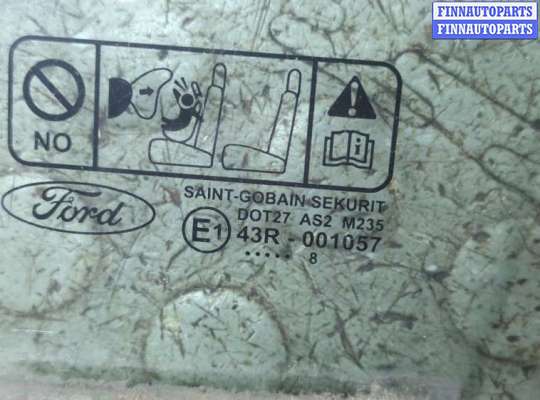 FINNAUTOPARTS
FINNAUTOPARTS
NO
Ford
SAINT-GOBAIN SEKURIT
DOT27 AS2 M235
E1 43R - 001057
..... 8